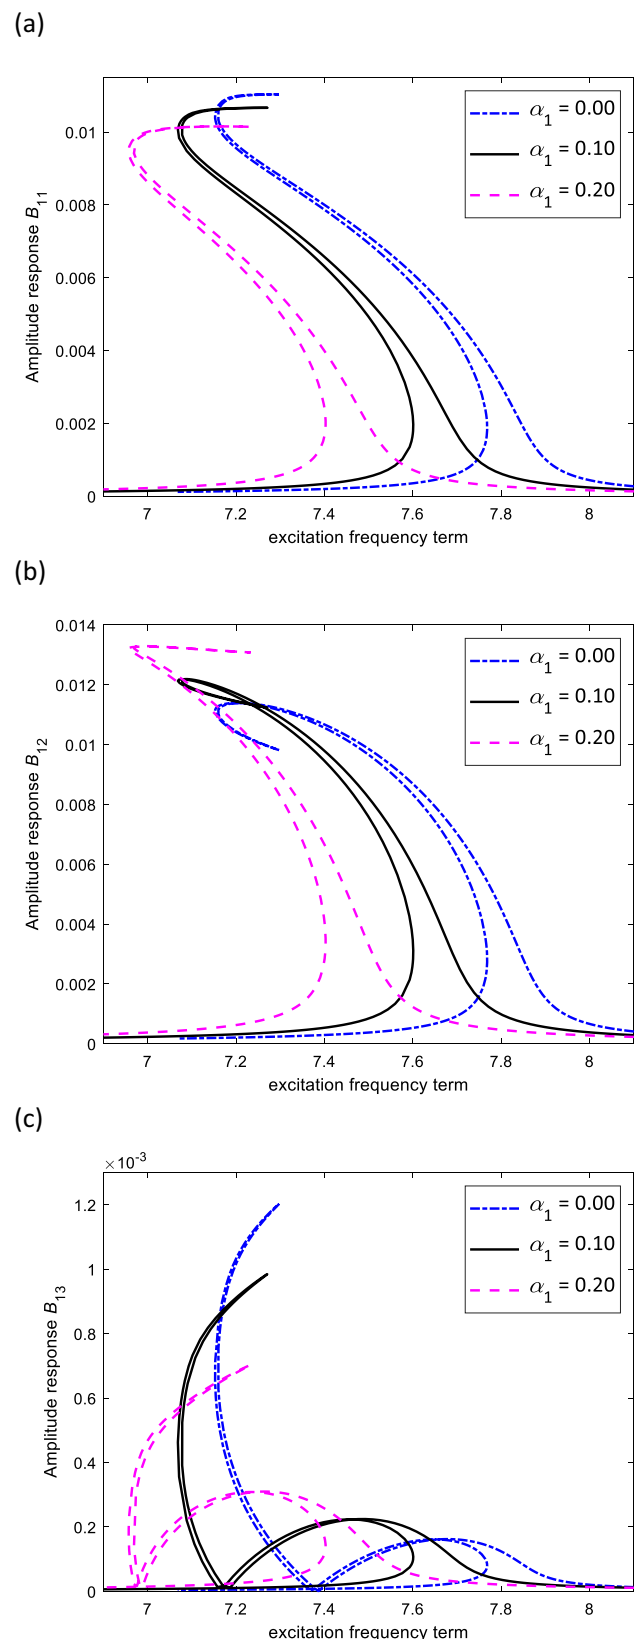 (a)
Amplitude response B11
0.01
0.008
0.006
0.004
0.002
0
7
7.2
7.4
7.6
7.8
8
excitation frequency term
α1 = 0.00
α1 = 0.10
α1 = 0.20
(b)
Amplitude response B12
0.014
0.012
0.01
0.008
0.006
0.004
0.002
0
7
7.2
7.4
7.6
7.8
8
excitation frequency term
α1 = 0.00
α1 = 0.10
α1 = 0.20
(c)
×10-3
Amplitude response B13
1.2
1
0.8
0.6
0.4
0.2
0
7
7.2
7.4
7.6
7.8
8
excitation frequency term
α1 = 0.00
α1 = 0.10
α1 = 0.20